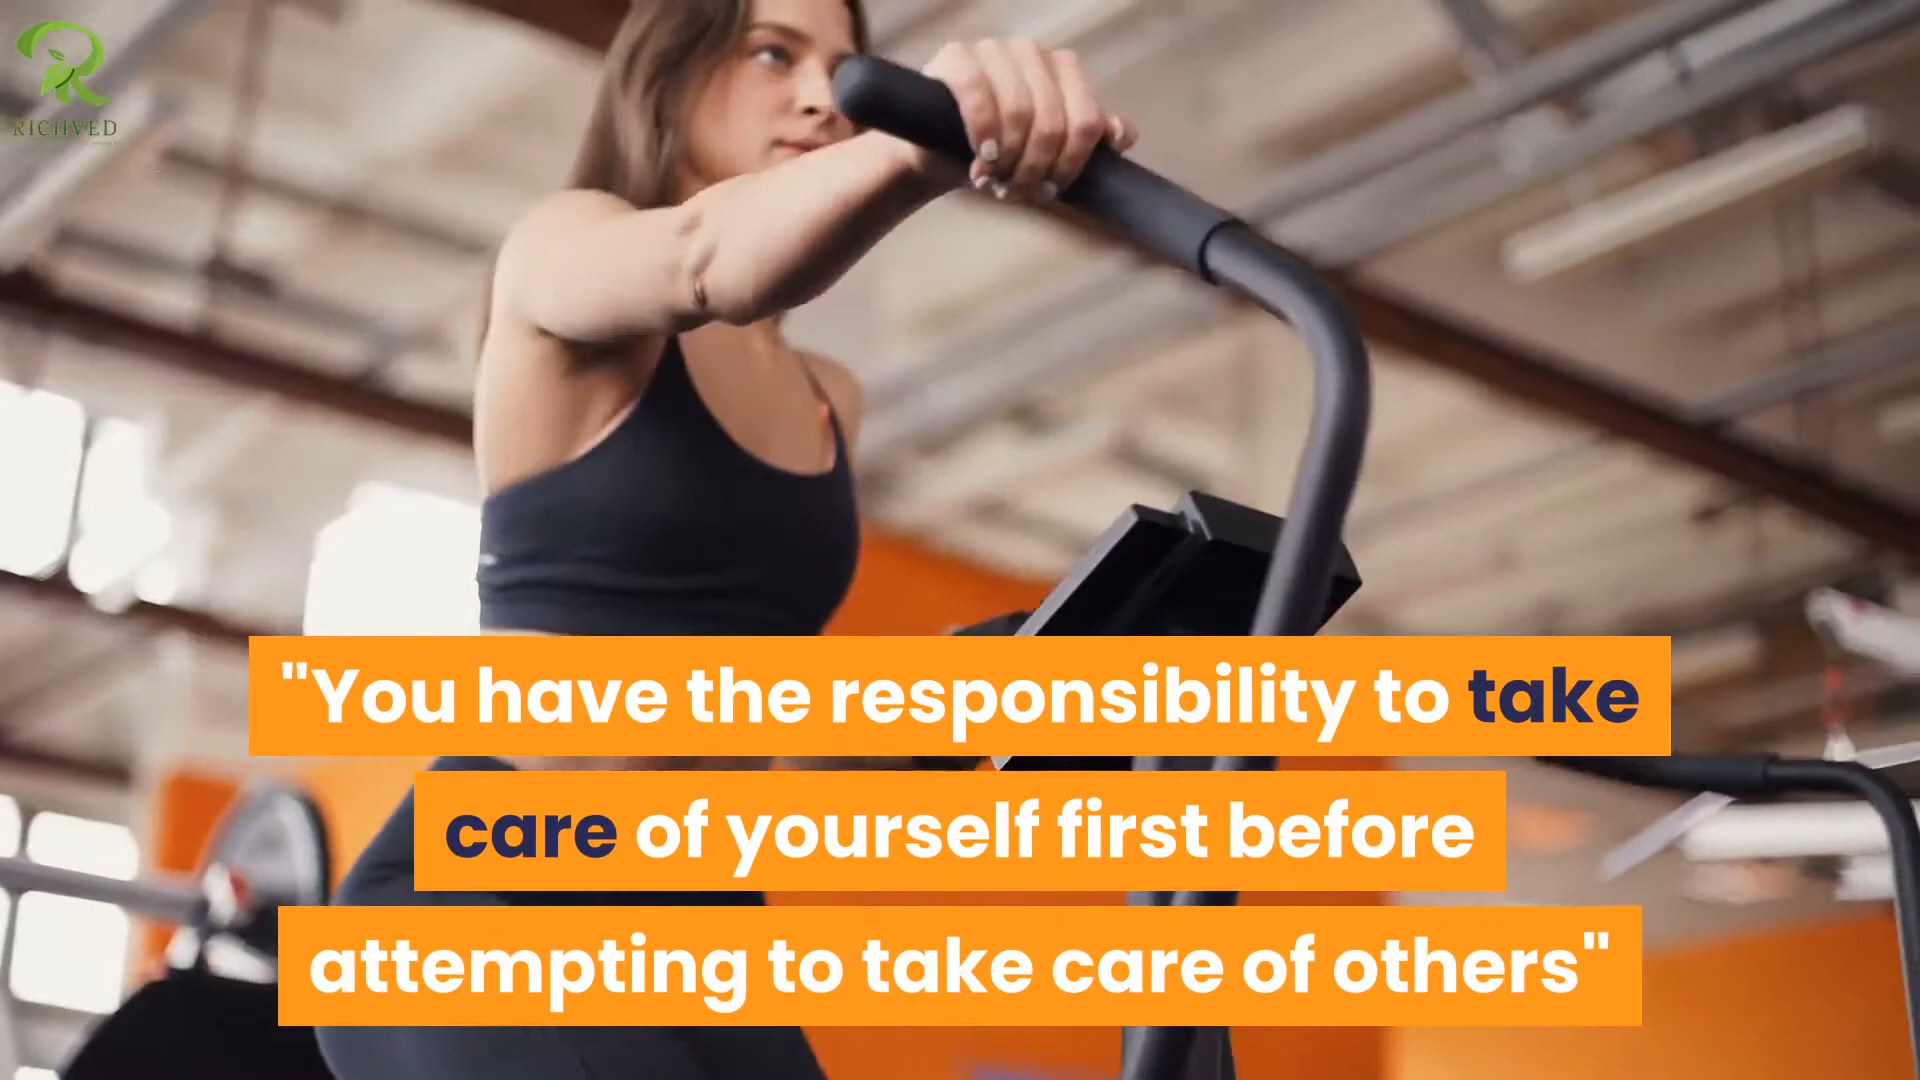 RICHVED
"You have the responsibility to take
care of yourself first before
attempting to take care of others"